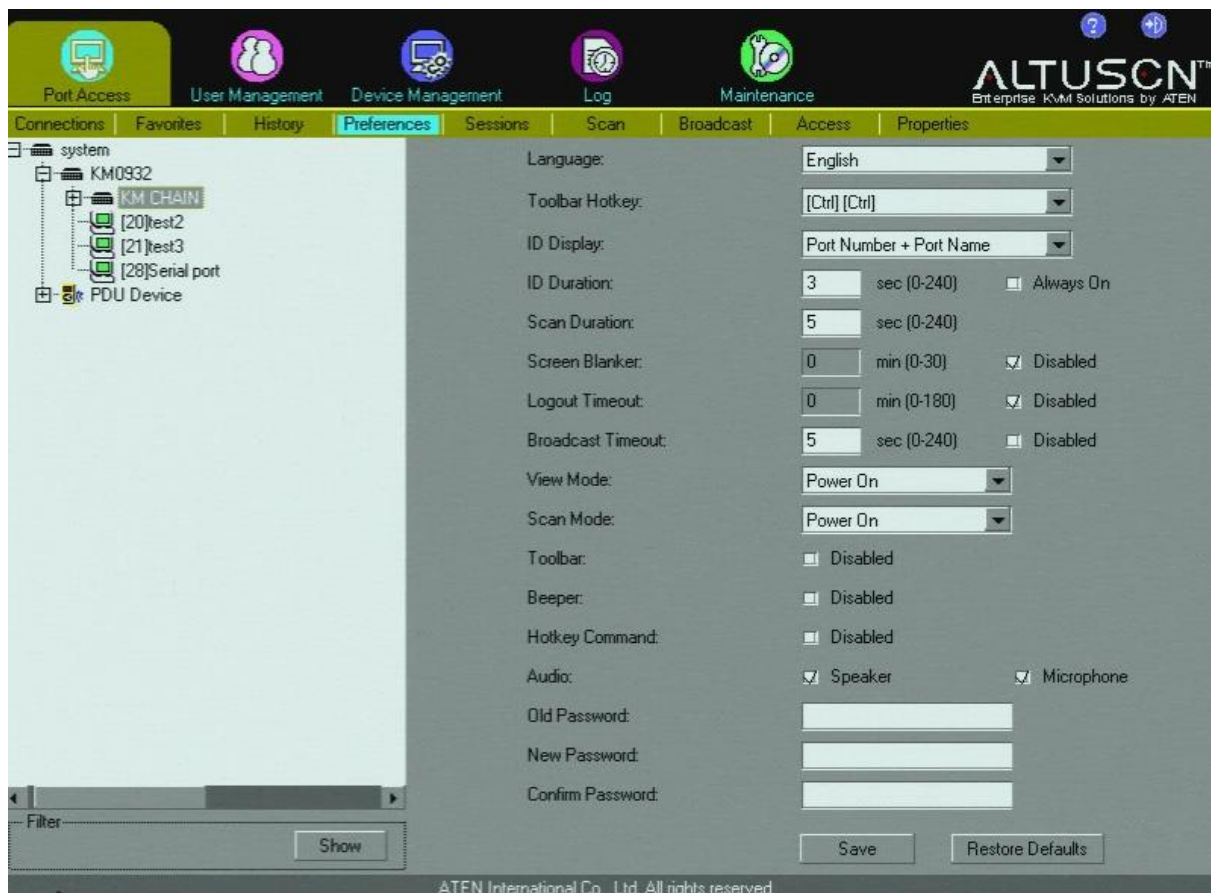 Port Access User Management Device Management Log Maintenance
ALTUSCN™
Enterprise KVM Solutions by ATEN
Connections Favorites History Preferences Sessions Scan Broadcast Access Properties
system
KM0932
KM CHAIN
[20]test2
[21]test3
[28]Serial port
PDU Device
Filter
Show
Language: English
Toolbar Hotkey: [Ctrl] [Ctrl]
ID Display: Port Number + Port Name
ID Duration: 3 sec (0-240) Always On
Scan Duration: 5 sec (0-240)
Screen Blanker: 0 min (0-30) Disabled
Logout Timeout: 0 min (0-180) Disabled
Broadcast Timeout: 5 sec (0-240) Disabled
View Mode: Power On
Scan Mode: Power On
Toolbar: Disabled
Beeper: Disabled
Hotkey Command: Disabled
Audio: Speaker Microphone
Old Password:
New Password:
Confirm Password:
Save Restore Defaults
ATEN International Co., Ltd. All rights reserved.